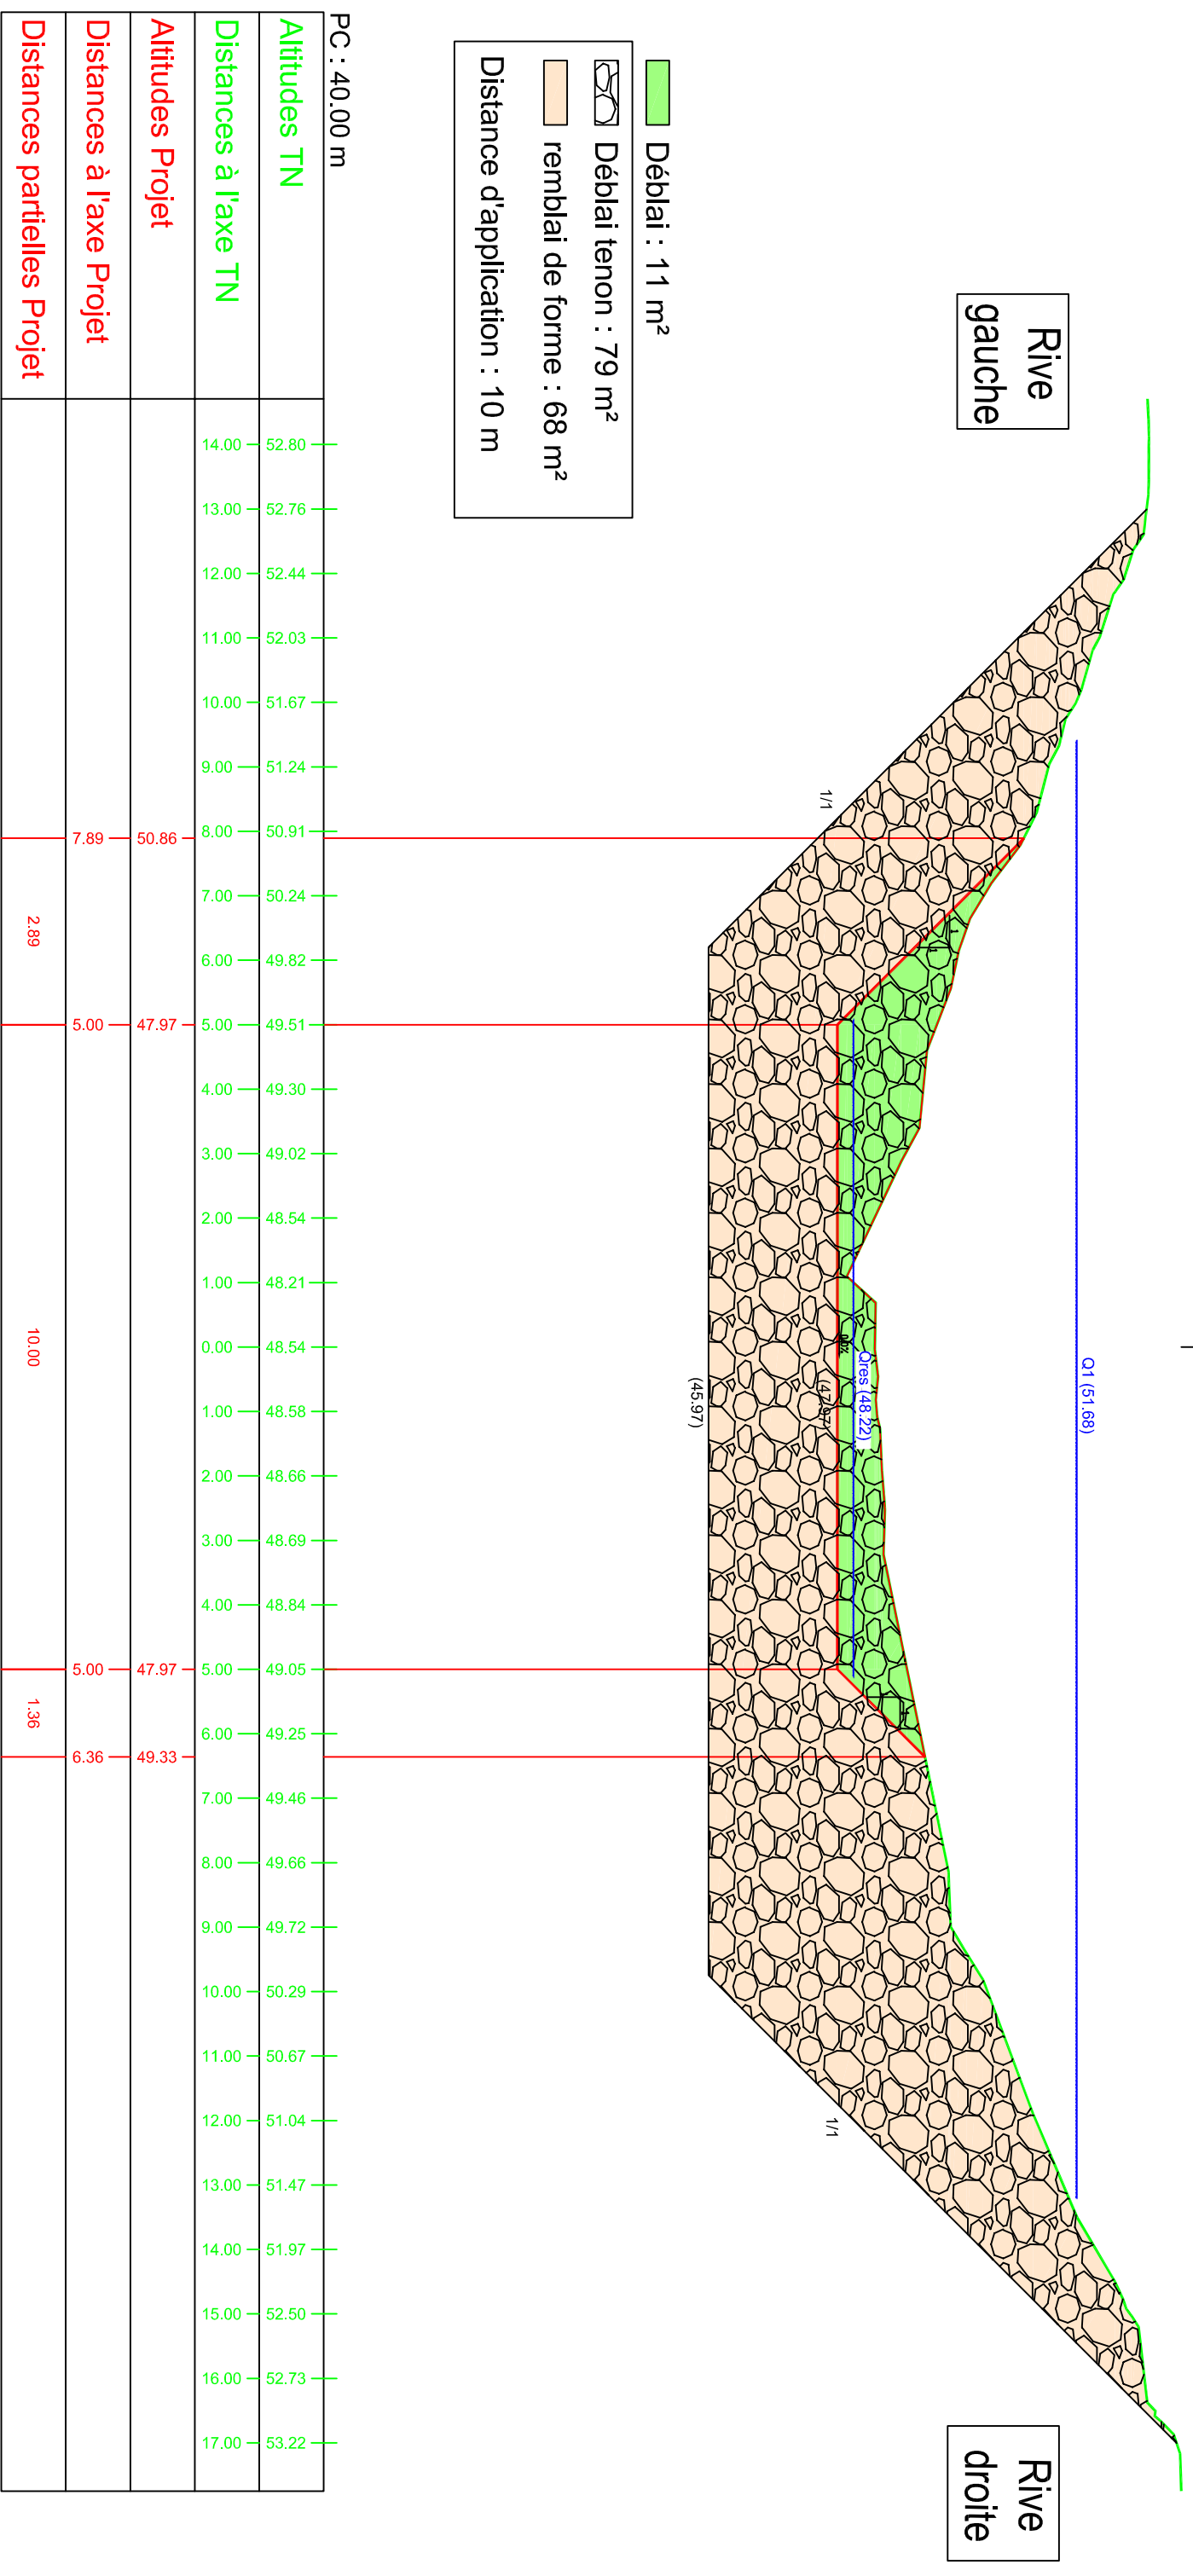 Rive
gauche
Rive
droite
Q1 (51.68)
Qres (48.22)
(47.97)
(45.97)
00%
1/1
1/1
1
1
1
1
Déblai : 11 m²
Déblai tenon : 79 m²
remblai de forme : 68 m²
Distance d'application : 10 m
PC : 40.00 m
Altitudes TN 52.80 52.76 52.44 52.03 51.67 51.24 50.91 50.24 49.82 49.51 49.30 49.02 48.54 48.21 48.54 48.58 48.66 48.69 48.84 49.05 49.25 49.46 49.66 49.72 50.29 50.67 51.04 51.47 51.97 52.50 52.73 53.22
Distances à l'axe TN 14.00 13.00 12.00 11.00 10.00 9.00 8.00 7.00 6.00 5.00 4.00 3.00 2.00 1.00 0.00 1.00 2.00 3.00 4.00 5.00 6.00 7.00 8.00 9.00 10.00 11.00 12.00 13.00 14.00 15.00 16.00 17.00
Altitudes Projet 50.86 47.97 47.97 49.33
Distances à l'axe Projet 7.89 5.00 5.00 6.36
Distances partielles Projet 2.89 10.00 1.36